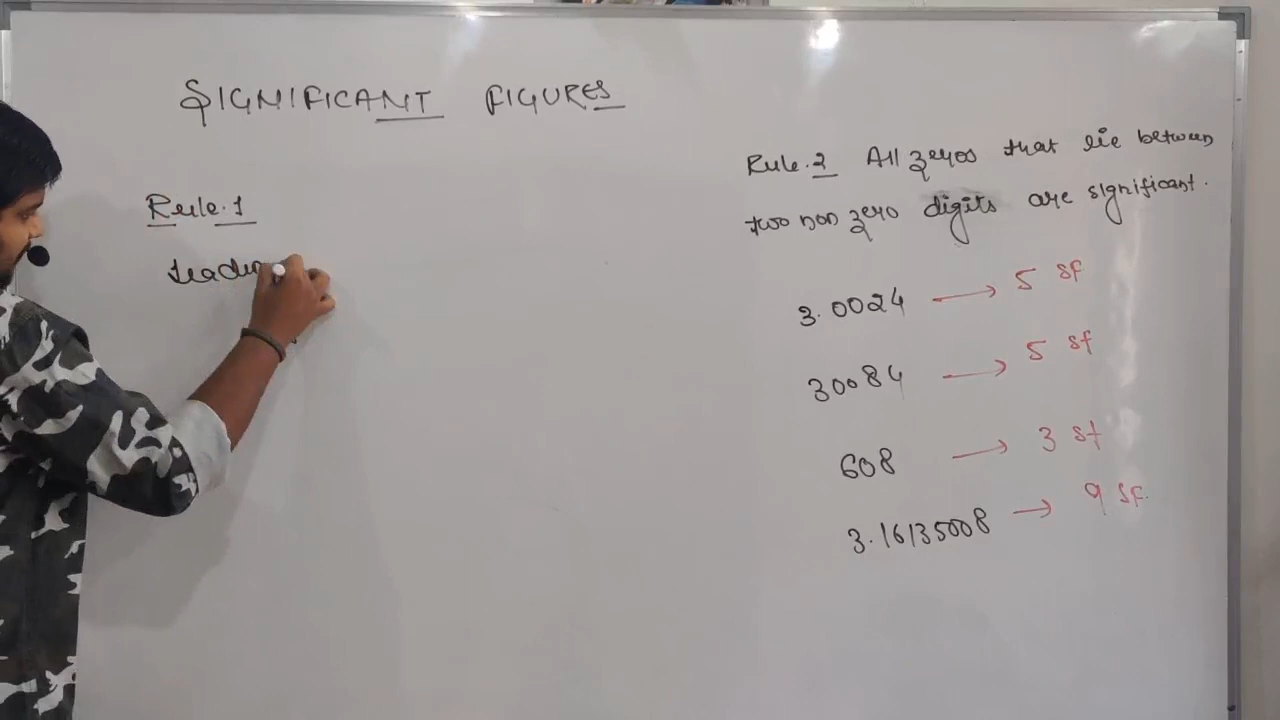 SIGNIFICANT FIGURES
Rule.1
Leadin
Rule.2 All zeros that lie between
two non zero digits are significant.
3.0024 → 5 sf
30084 → 5 sf
608 → 3 sf
3.16135008 → 9 sf.